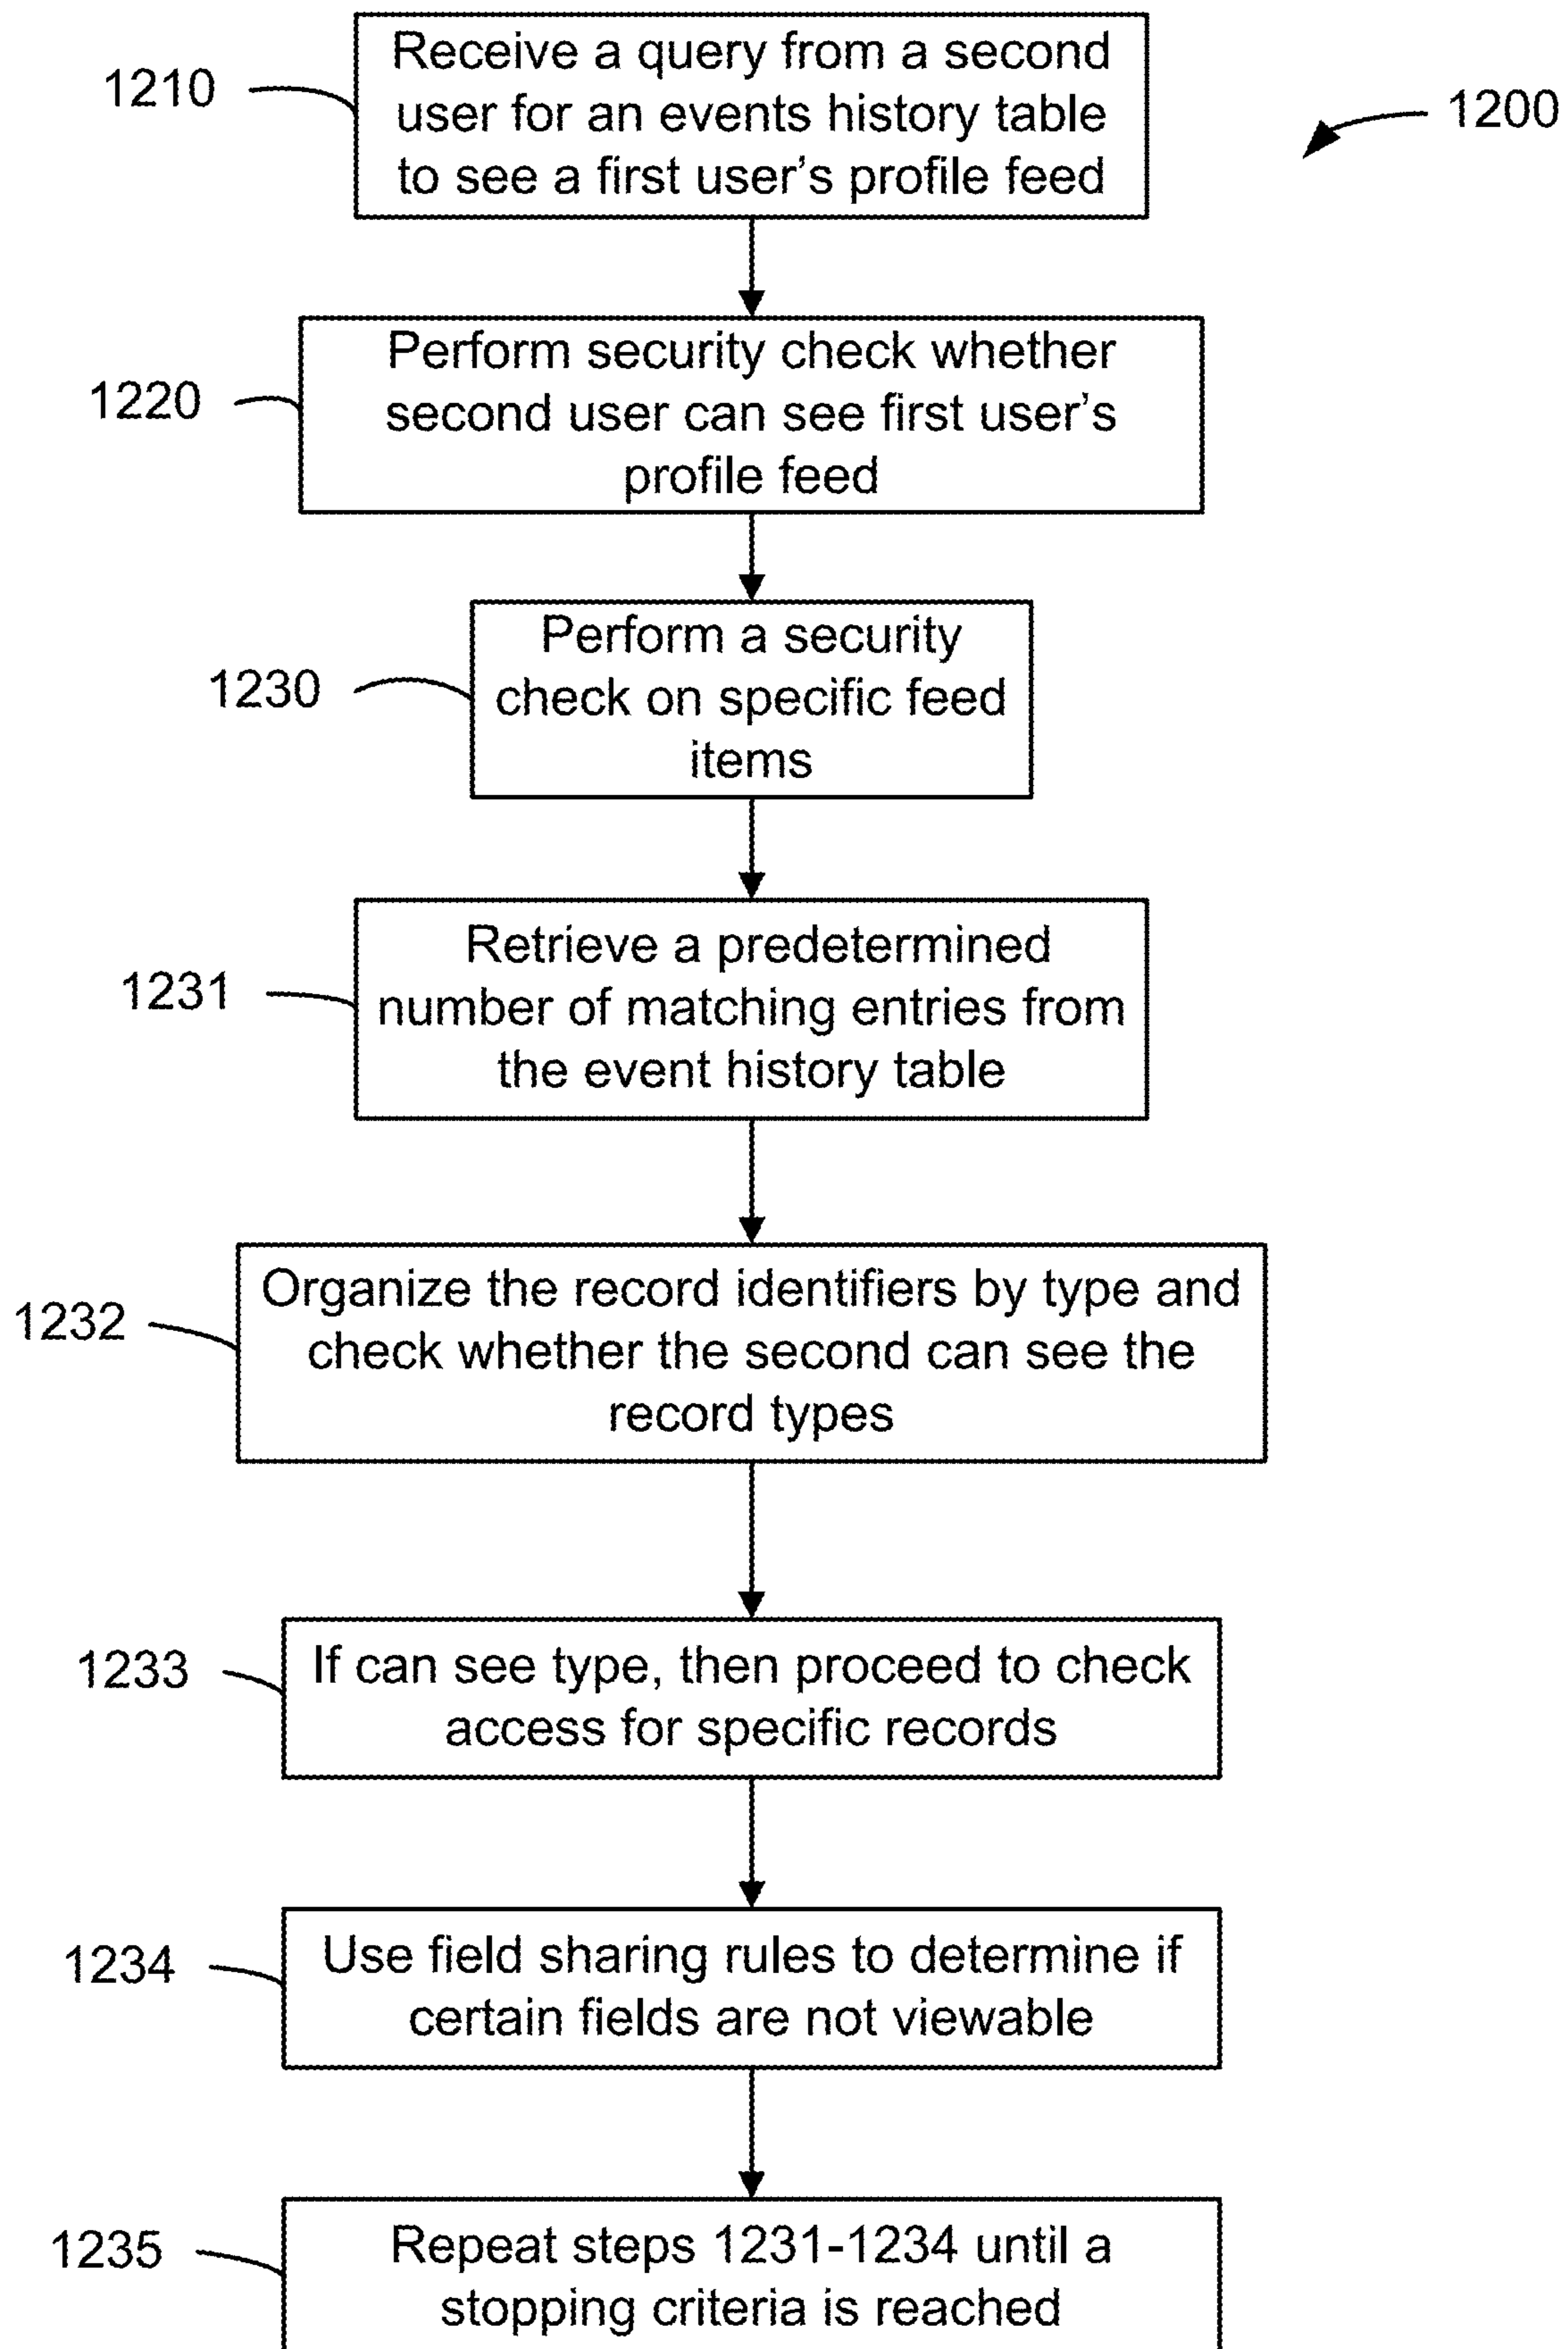 1200
1210
Receive a query from a second
user for an events history table
to see a first user's profile feed
1220
Perform security check whether
second user can see first user's
profile feed
1230
Perform a security
check on specific feed
items
1231
Retrieve a predetermined
number of matching entries from
the event history table
1232
Organize the record identifiers by type and
check whether the second can see the
record types
1233
If can see type, then proceed to check
access for specific records
1234
Use field sharing rules to determine if
certain fields are not viewable
1235
Repeat steps 1231-1234 until a
stopping criteria is reached